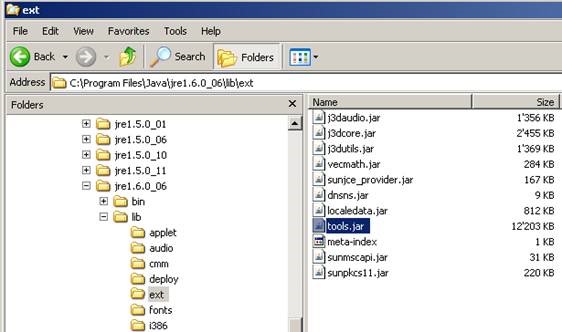 ext
File Edit View Favorites Tools Help
Back Search Folders
Address C:\Program Files\Java\jre1.6.0_06\lib\ext
Folders
jre1.5.0_01
jre1.5.0_06
jre1.5.0_10
jre1.5.0_11
jre1.6.0_06
bin
lib
applet
audio
cmm
deploy
ext
fonts
i386
Name Size
j3daudio.jar 1'356 KB
j3dcore.jar 2'455 KB
j3dutils.jar 1'369 KB
vecmath.jar 284 KB
sunjce_provider.jar 167 KB
dnsns.jar 9 KB
localedata.jar 812 KB
tools.jar 12'203 KB
meta-index 1 KB
sunmscapi.jar 31 KB
sunpkcs11.jar 220 KB